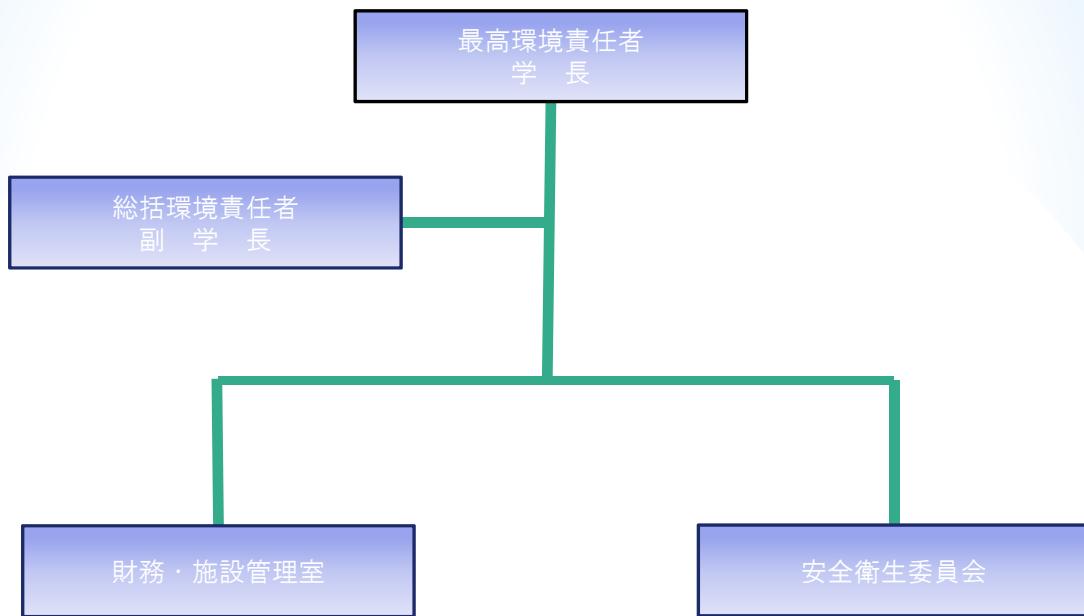 最高環境責任者
学　長
総括環境責任者
副　学　長
財務・施設管理室
安全衛生委員会